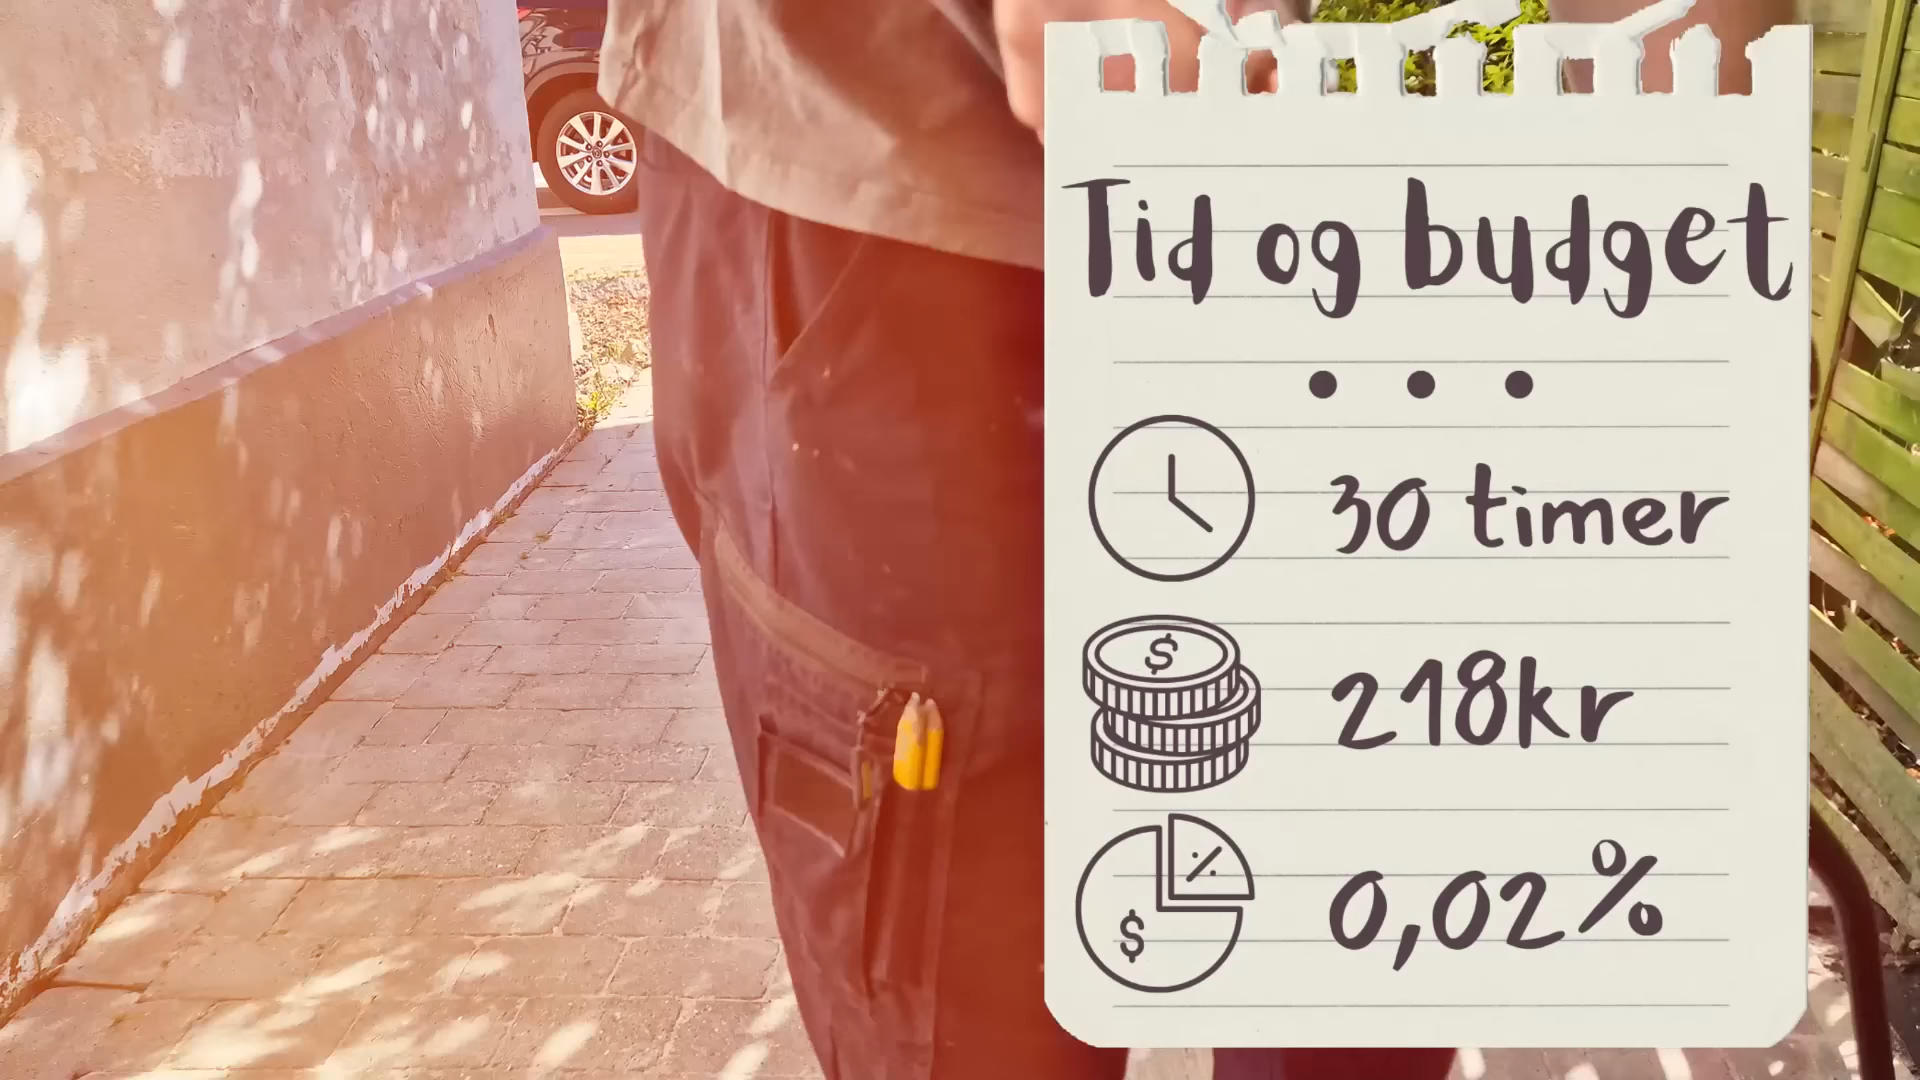 Tid og budget
30 timer
$
218kr
%
$
0,02%